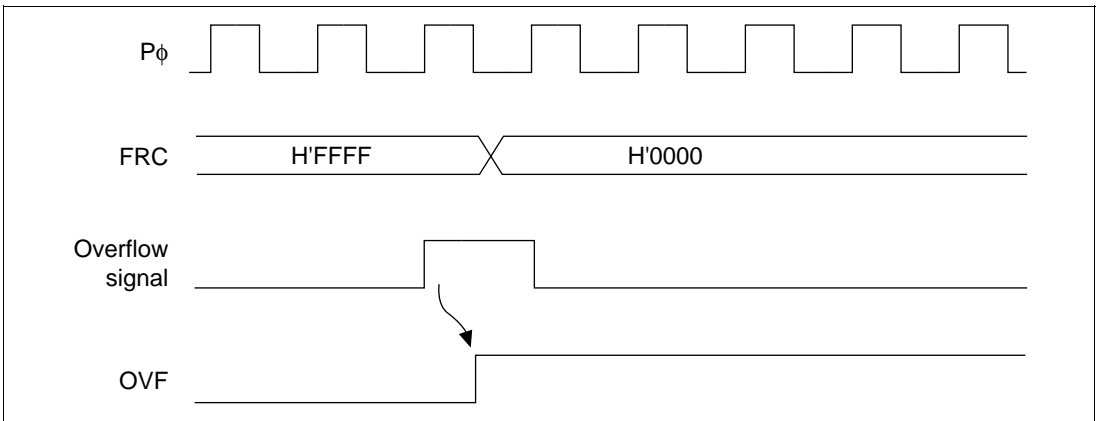 Pϕ
FRC
H'FFFF
H'0000
Overflow
signal
OVF